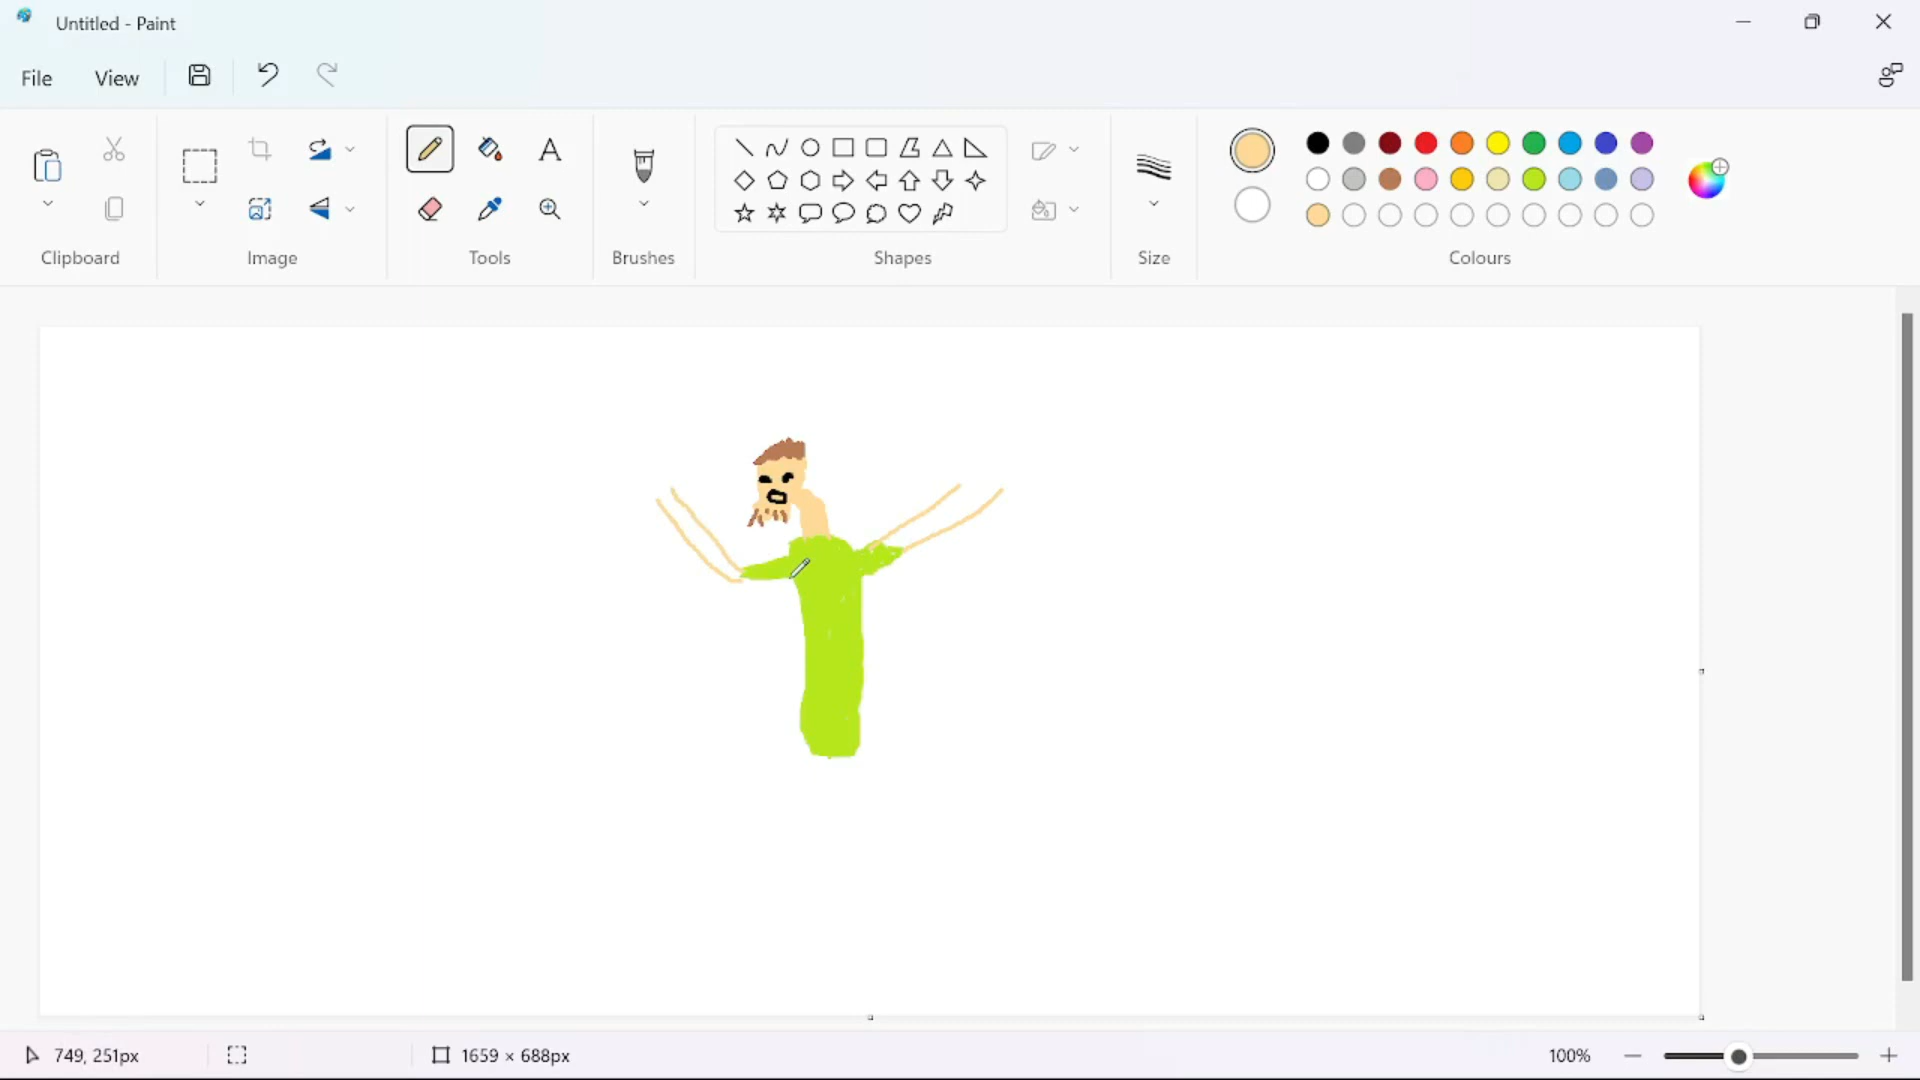 Untitled - Paint
File View
Clipboard Image Tools Brushes Shapes Size Colours
749, 251px 1659 × 688px 100%